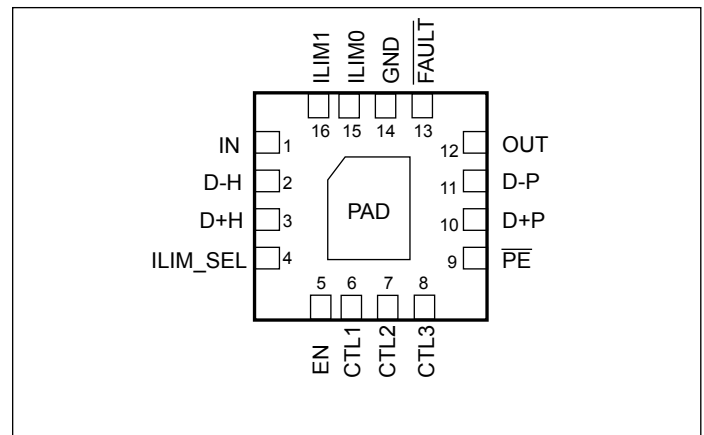 ILIM1 ILIM0 GND FAULT
16 15 14 13
IN 1 12 OUT
D-H 2 11 D-P
D+H 3 PAD 10 D+P
ILIM_SEL 4 9 PE
5 6 7 8
EN CTL1 CTL2 CTL3